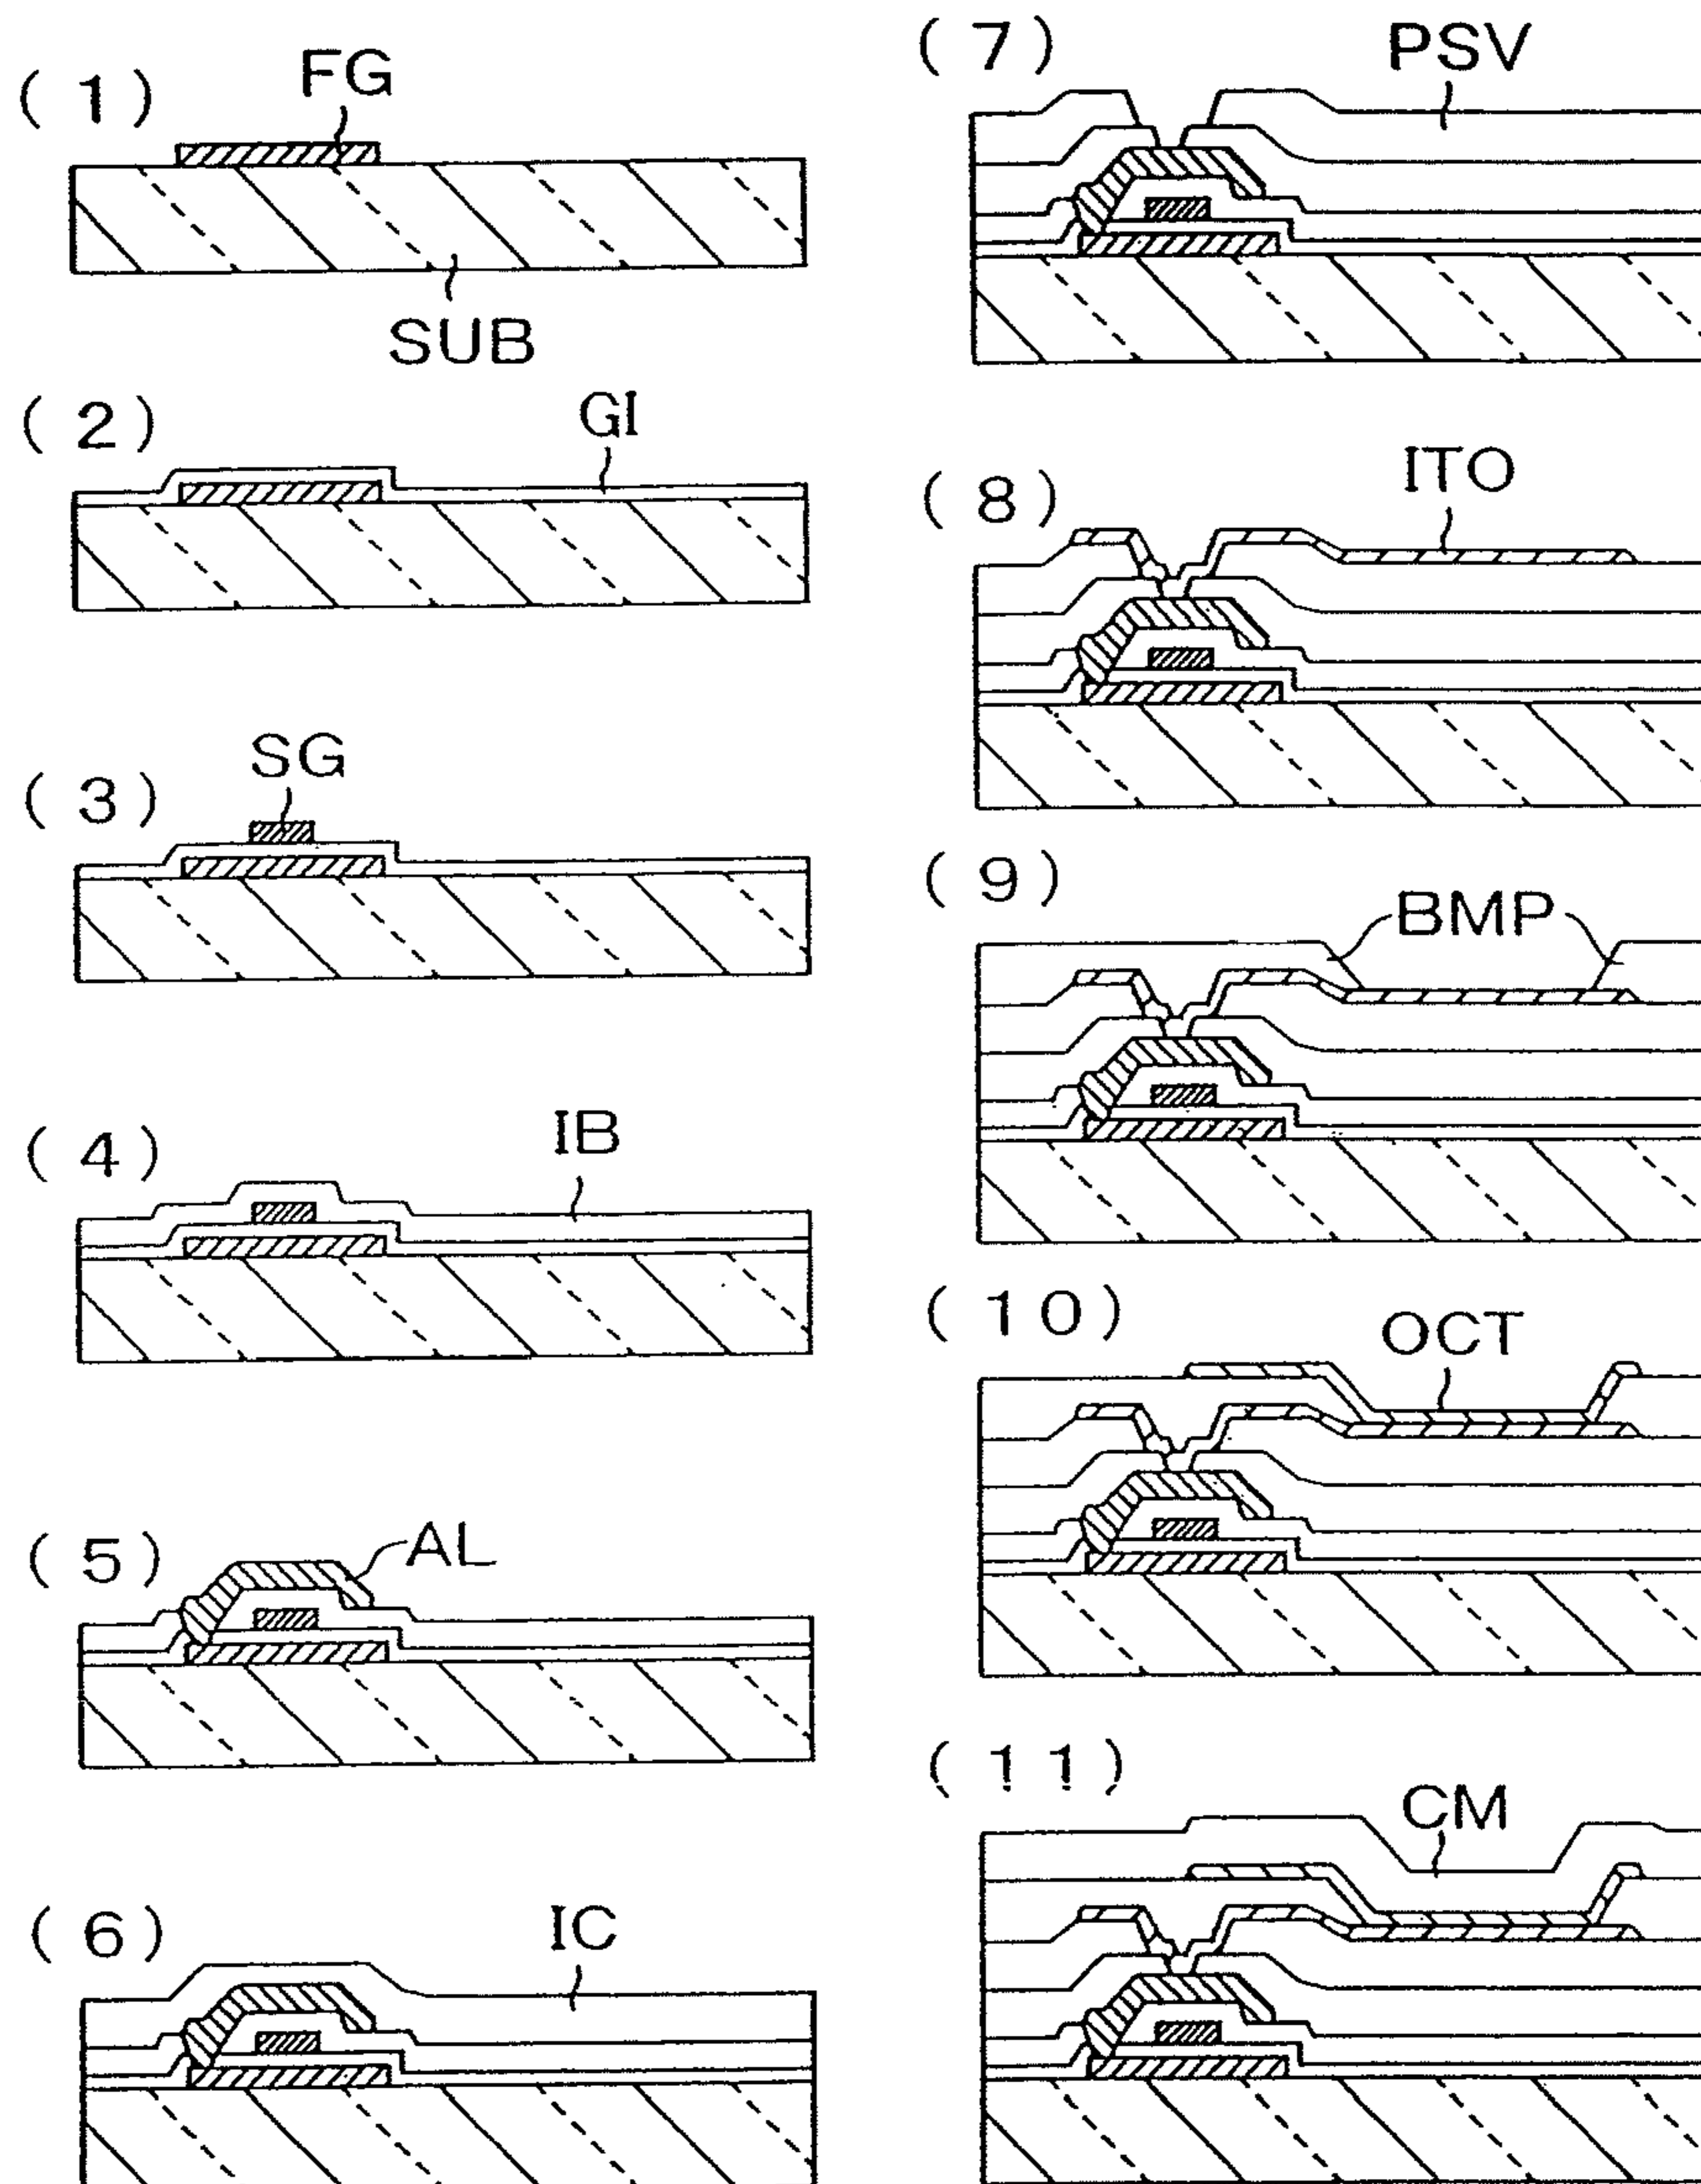 (1)
FG
SUB
(2)
GI
(3)
SG
(4)
IB
(5)
AL
(6)
IC
(7)
PSV
(8)
ITO
(9)
BMP
(10)
OCT
(11)
CM